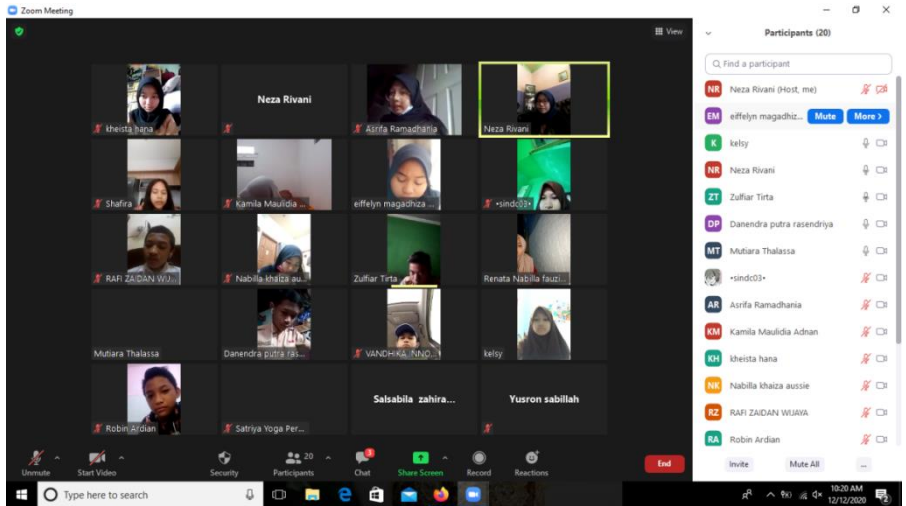 Zoom Meeting
View
kheista hana
Neza Rivani
Asrifa Ramadhania
Neza Rivani
Shafira
Kamila Maulidia ...
eiffelyn magadhiza ...
•sindc03•
RAFI ZAIDAN WIJ...
Nabilla khaiza au...
Zulfiar Tirta
Renata Nabilla fauzi...
Mutiara Thalassa
Danendra putra ras...
VANDHIKA INNO...
kelsy
Robin Ardian
Satriya Yoga Per...
Salsabila zahira...
Yusron sabillah
Unmute
Start Video
Security
20
Participants
3
Chat
Share Screen
Record
Reactions
End
Participants (20)
Find a participant
NR Neza Rivani (Host, me)
EM eiffelyn magadhiz... Mute More >
K kelsy
NR Neza Rivani
ZT Zulfiar Tirta
DP Danendra putra rasendriya
MT Mutiara Thalassa
•sindc03•
AR Asrifa Ramadhania
KM Kamila Maulidia Adnan
KH kheista hana
NK Nabilla khaiza aussie
RZ RAFI ZAIDAN WIJAYA
RA Robin Ardian
Invite Mute All ...
Type here to search
10:20 AM
12/12/2020
2